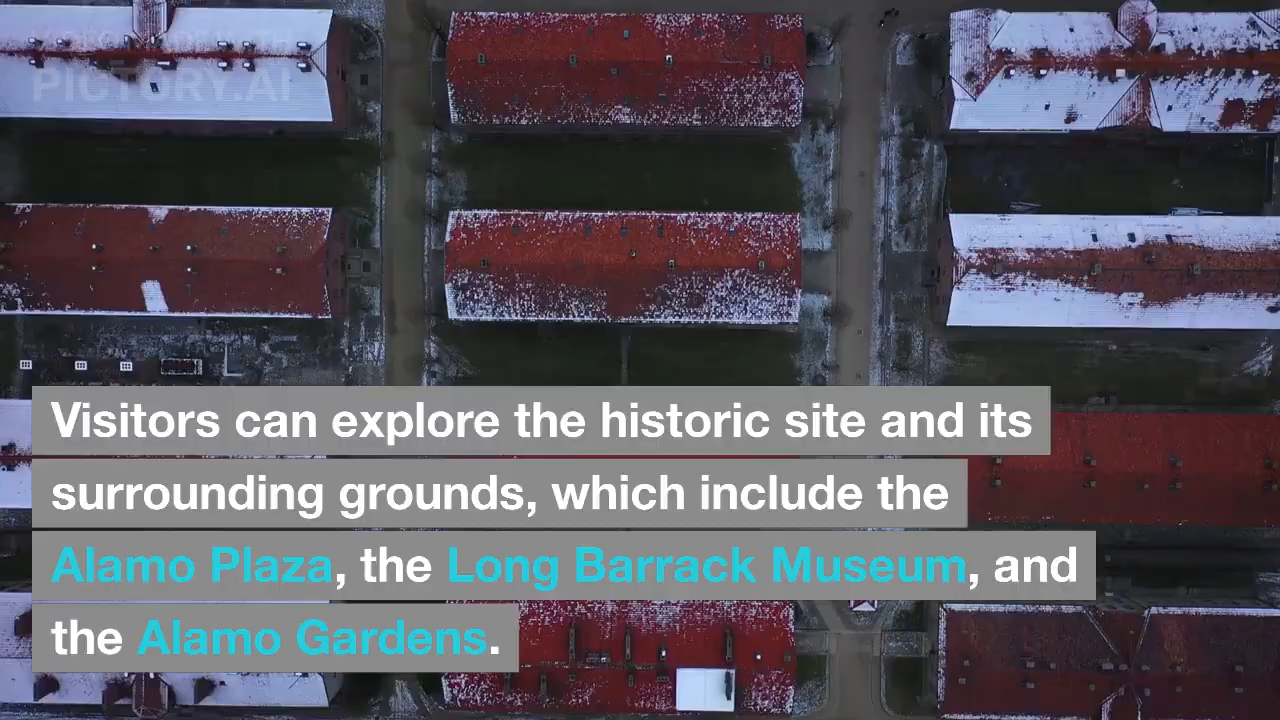 PICTORY.AI
Visitors can explore the historic site and its
surrounding grounds, which include the
Alamo Plaza, the Long Barrack Museum, and
the Alamo Gardens.